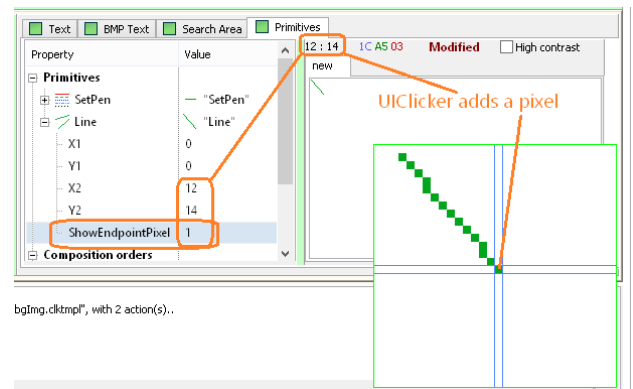 Text
BMP Text
Search Area
Primitives
Property Value
Primitives
SetPen "SetPen"
Line "Line"
X1 0
Y1 0
X2 12
Y2 14
ShowEndpointPixel 1
Composition orders
12 : 14 1C A5 03 Modified High contrast
new
UIClicker adds a pixel
bgImg.clktmpl", with 2 action(s)..